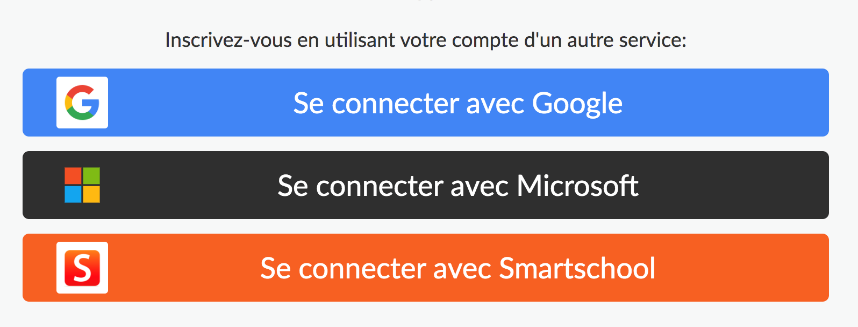 Inscrivez-vous en utilisant votre compte d'un autre service:
Se connecter avec Google
Se connecter avec Microsoft
Se connecter avec Smartschool